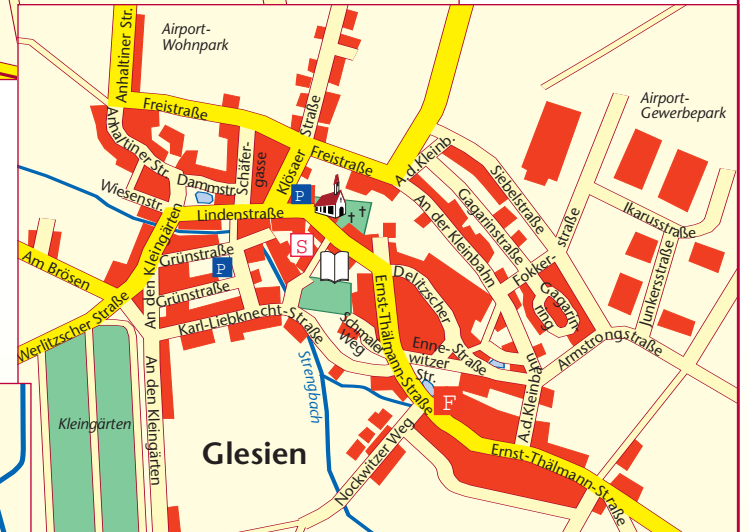 Anhaltiner Str.
Airport-
Wohnpark
Freistraße
Anhaltiner Str.
Klösaer Straße
Schäfer-
gasse
Freistraße
A.d.Kleinb.
Airport-
Gewerbepark
Siebelstraße
Ikarusstraße
Wiesenstr.
Dammstr.
Lindenstraße
P
Gagarinstraße
An der Kleinbahn
Fokker-
straße
Junkersstraße
An den Kleingärten
Grünstraße
P
S
Am Brösen
Grünstraße
Delitzscher
Straße
Gagarin-
ring
Werlitzscher Straße
Karl-Liebknecht-Straße
Schmaler
Weg
Ernst-Thälmann-Straße
Enne-
witzer
Str.
Armstrongstraße
A.d.Kleinbahn
Strengbach
An den Kleingärten
Kleingärten
F
Glesien
Nockwitzer Weg
Ernst-Thälmann-Straße